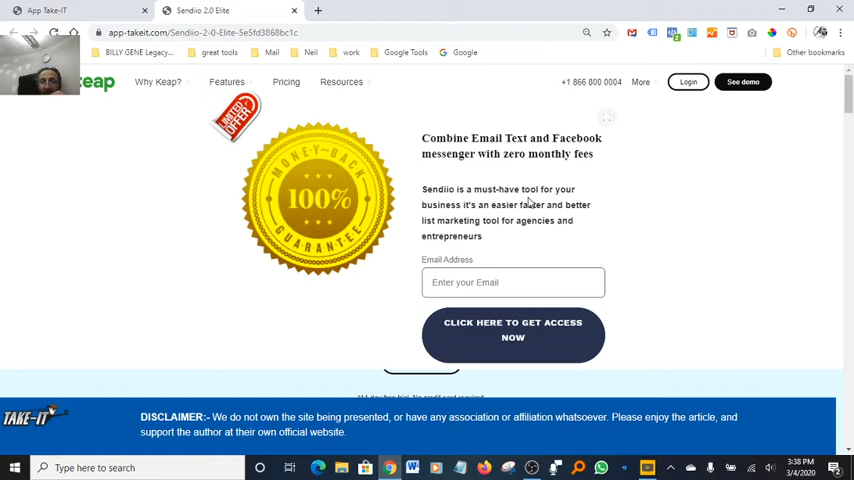 App Take-IT
Sendiio 2.0 Elite
app-takeit.com/Sendiio-2-0-Elite-5e5fd3868bc1c
BILLY GENE Legacy...
great tools
Mail
Neil
work
Google Tools
Google
Other bookmarks
keap
Why Keap?
Features
Pricing
Resources
+1 866 800 0004
More
Login
See demo
LIMITED OFFER
MONEY-BACK
100%
GUARANTEE
Combine Email Text and Facebook
messenger with zero monthly fees
Sendiio is a must-have tool for your
business it's an easier faster and better
list marketing tool for agencies and
entrepreneurs
Email Address
Enter your Email
CLICK HERE TO GET ACCESS
NOW
TAKE-IT
DISCLAIMER:- We do not own the site being presented, or have any association or affiliation whatsoever. Please enjoy the article, and
support the author at their own official website.
Type here to search
3:38 PM
3/4/2020